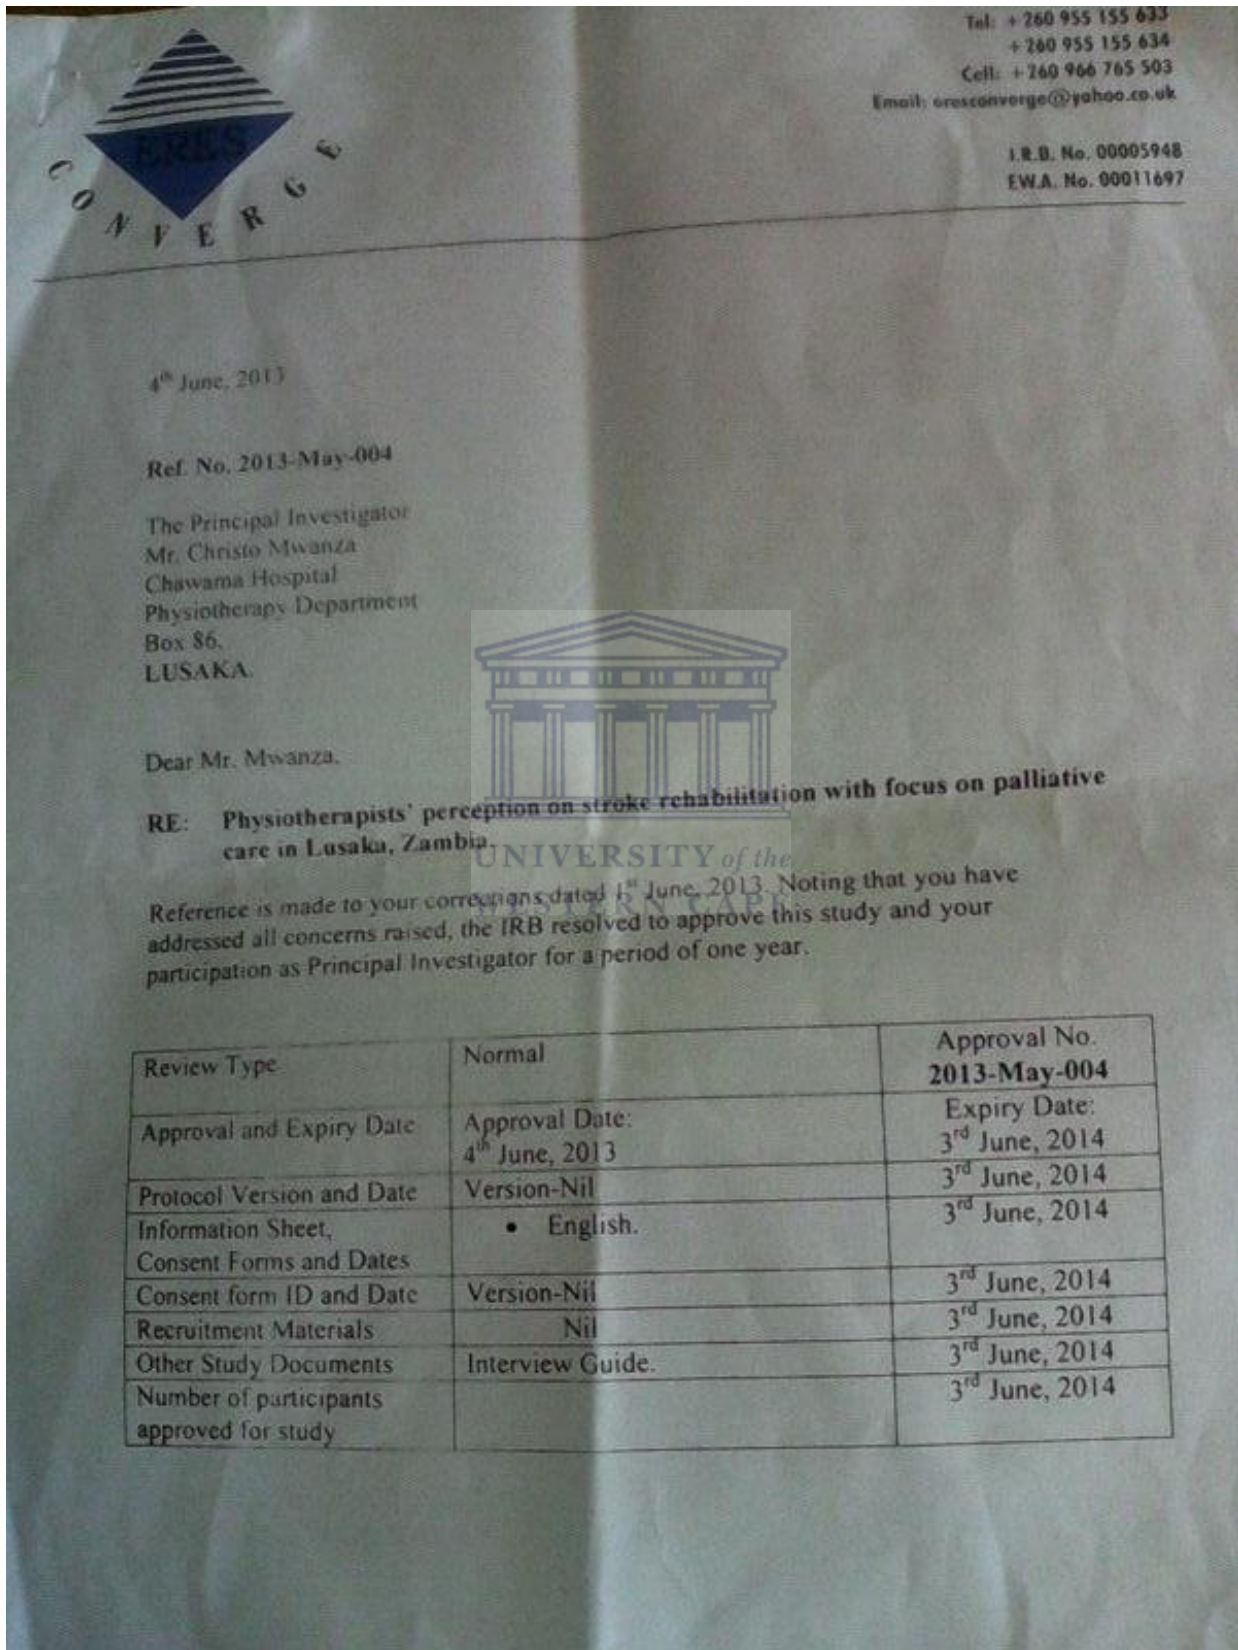 Tel: + 260 955 155 633
+ 260 955 155 634
Cell: + 260 966 765 503
Email: eresconverge@yahoo.co.uk
I.R.B. No. 00005948
F.W.A. No. 00011697
ERES
CONVERGE
4th June, 2013
Ref. No. 2013-May-004
The Principal Investigator
Mr. Christo Mwanza
Chawama Hospital
Physiotherapy Department
Box 86,
LUSAKA.
Dear Mr. Mwanza,
RE: Physiotherapists' perception on stroke rehabilitation with focus on palliative
care in Lusaka, Zambia.
UNIVERSITY of the
WESTERN CAPE
Reference is made to your corrections dated 1st June, 2013. Noting that you have
addressed all concerns raised, the IRB resolved to approve this study and your
participation as Principal Investigator for a period of one year.
Review Type Normal Approval No.
2013-May-004
Approval and Expiry Date Approval Date: Expiry Date:
4th June, 2013 3rd June, 2014
Protocol Version and Date Version-Nil 3rd June, 2014
Information Sheet, • English. 3rd June, 2014
Consent Forms and Dates
Consent form ID and Date Version-Nil 3rd June, 2014
Recruitment Materials Nil 3rd June, 2014
Other Study Documents Interview Guide. 3rd June, 2014
Number of participants 3rd June, 2014
approved for study